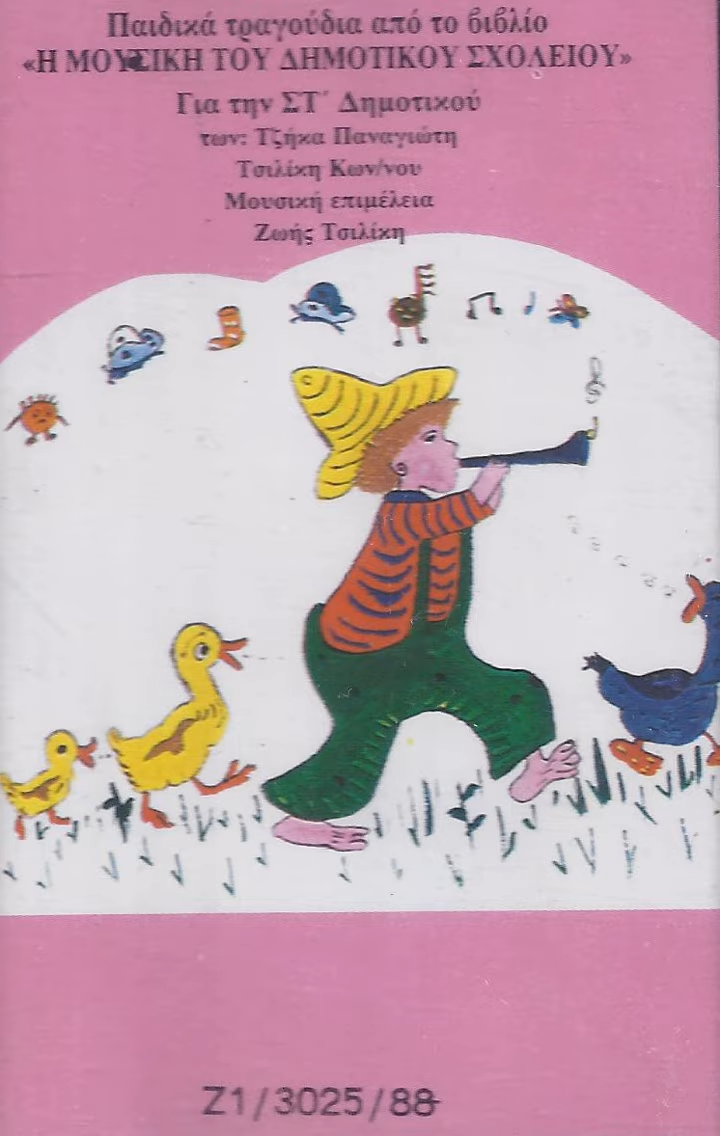 Παιδικά τραγούδια από το βιβλίο
«Η ΜΟΥΣΙΚΗ ΤΟΥ ΔΗΜΟΤΙΚΟΥ ΣΧΟΛΕΙΟΥ»
Για την ΣΤ΄ Δημοτικού
των: Τζήκα Παναγιώτη
Τσιλίκη Κων/νου
Μουσική επιμέλεια
Ζωής Τσιλίκη
Z1/3025/88